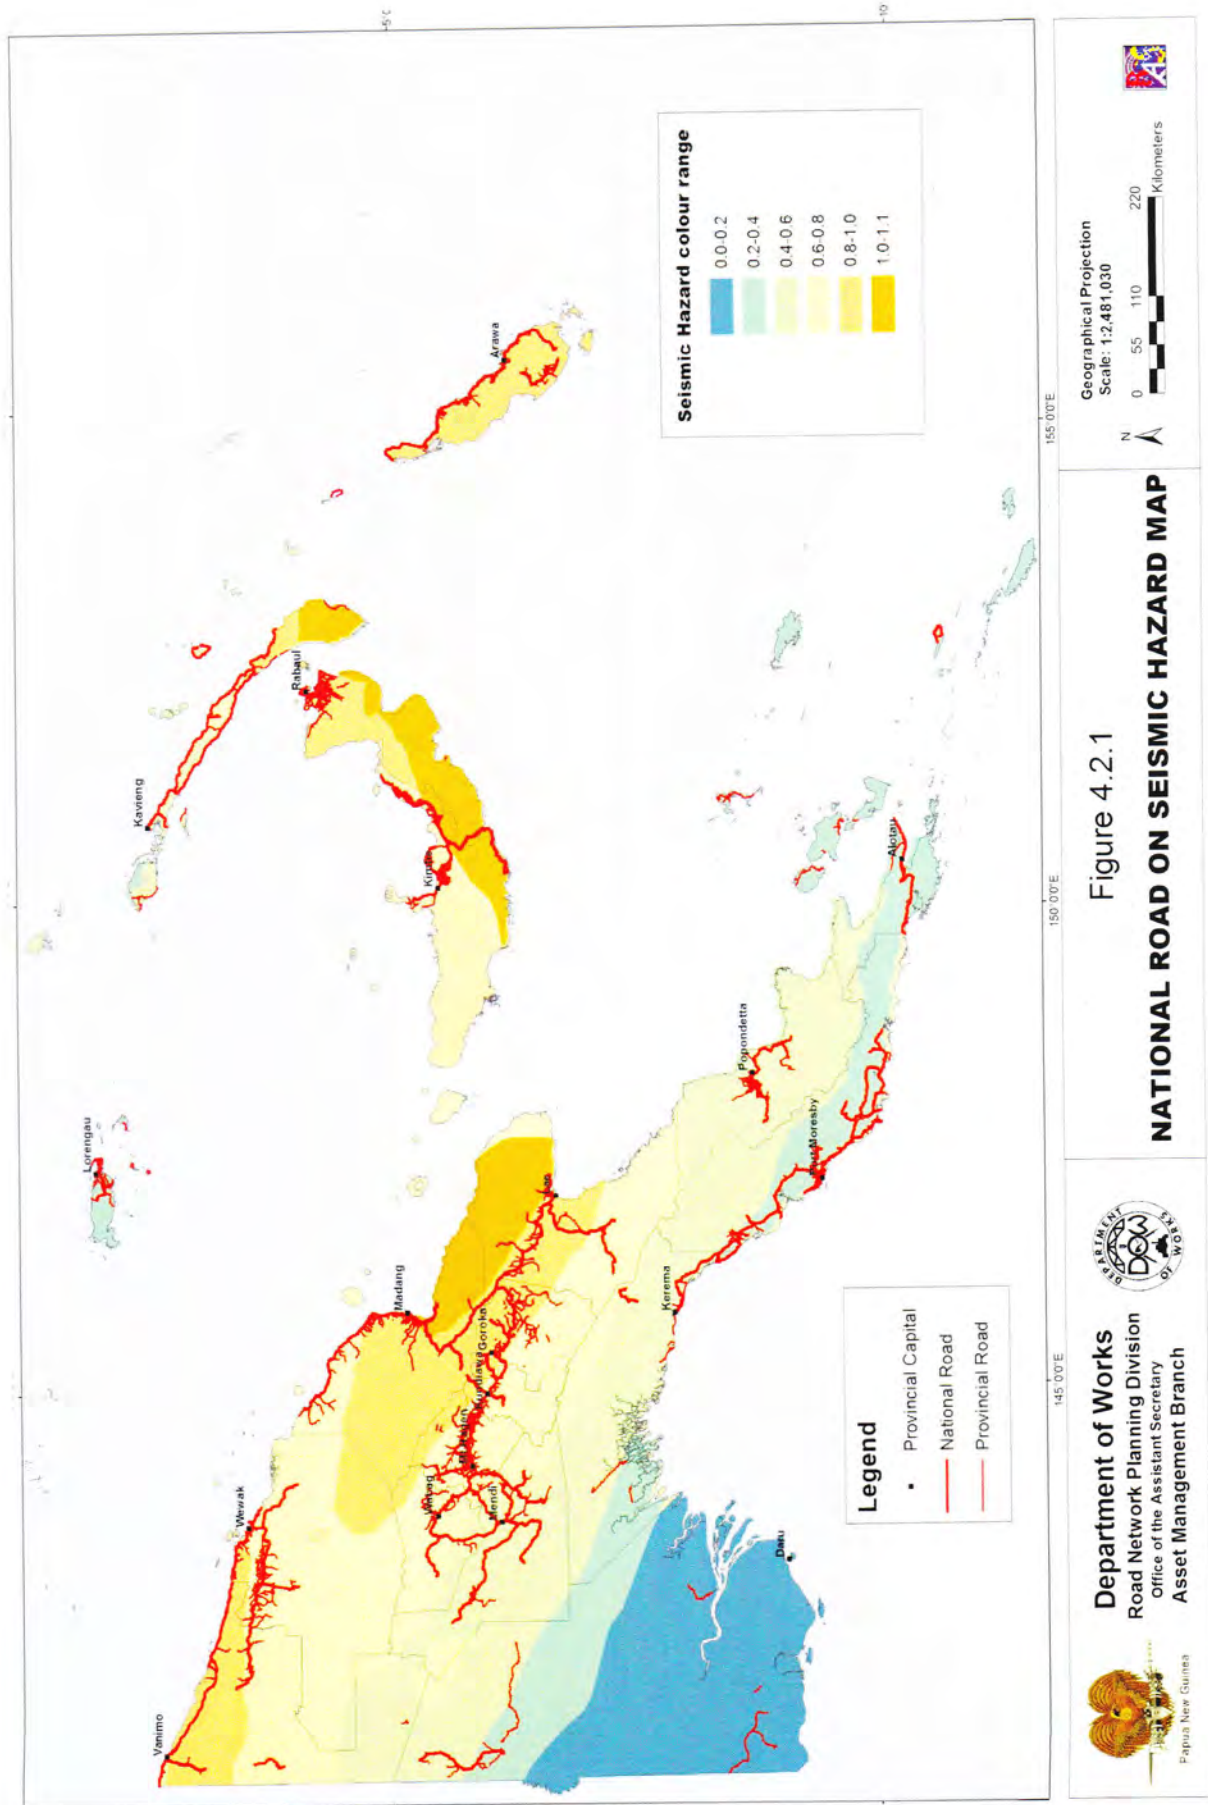 Vanimo
Wewak
Lorengau
Kavieng
Rabaul
Kimbe
Arawa
Madang
Wabag
Mendi
Goroka
Kerema
Popondetta
Port Moresby
Alotau
Daru
155°0'0"E
150°0'0"E
145°0'0"E
Seismic Hazard colour range
0.0-0.2
0.2-0.4
0.4-0.6
0.6-0.8
0.8-1.0
1.0-1.1
Legend
Provincial Capital
National Road
Provincial Road
Papua New Guinea
Department of Works
Road Network Planning Division
Office of the Assistant Secretary
Asset Management Branch
DEPARTMENT
DOW
OF WORKS
Figure 4.2.1
NATIONAL ROAD ON SEISMIC HAZARD MAP
N
Geographical Projection
Scale: 1:2,481,030
0 55 110 220
Kilometers